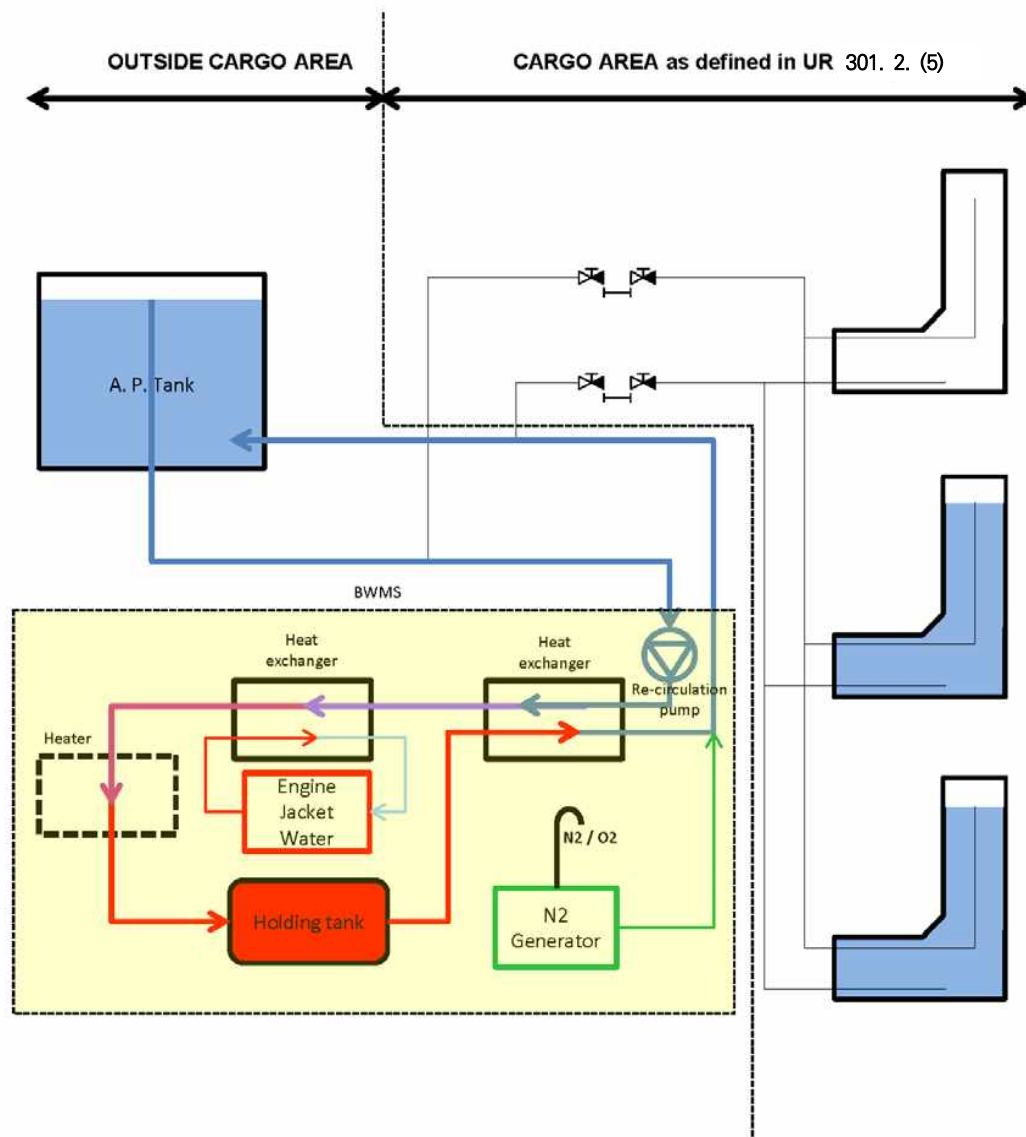 OUTSIDE CARGO AREA
CARGO AREA as defined in UR 301. 2. (5)
A. P. Tank
BWMS
Heat
exchanger
Heat
exchanger
Re-circulation
pump
Heater
Engine
Jacket
Water
N2 / O2
Holding tank
N2
Generator